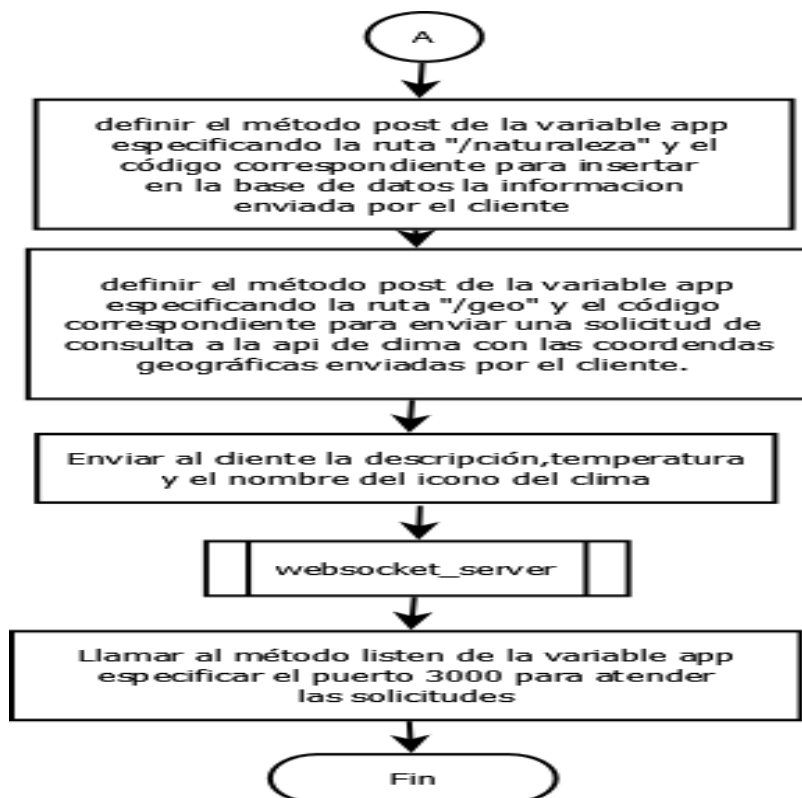 A
definir el método post de la variable app
especificando la ruta "/naturaleza" y el
código correspondiente para insertar
en la base de datos la informacion
enviada por el cliente
definir el método post de la variable app
especificando la ruta "/geo" y el código
correspondiente para enviar una solicitud de
consulta a la api de clima con las coordendas
geográficas enviadas por el cliente.
Enviar al cliente la descripción,temperatura
y el nombre del icono del clima
websocket_server
Llamar al método listen de la variable app
especificar el puerto 3000 para atender
las solicitudes
Fin